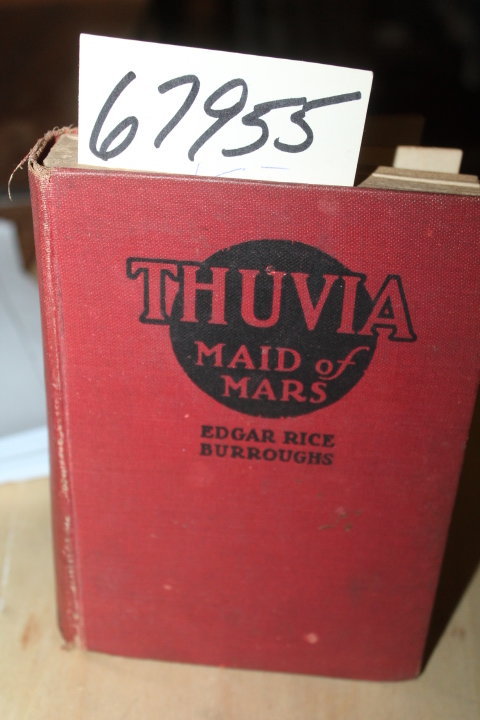 67955
THUVIA
MAID of
MARS
EDGAR RICE
BURROUGHS